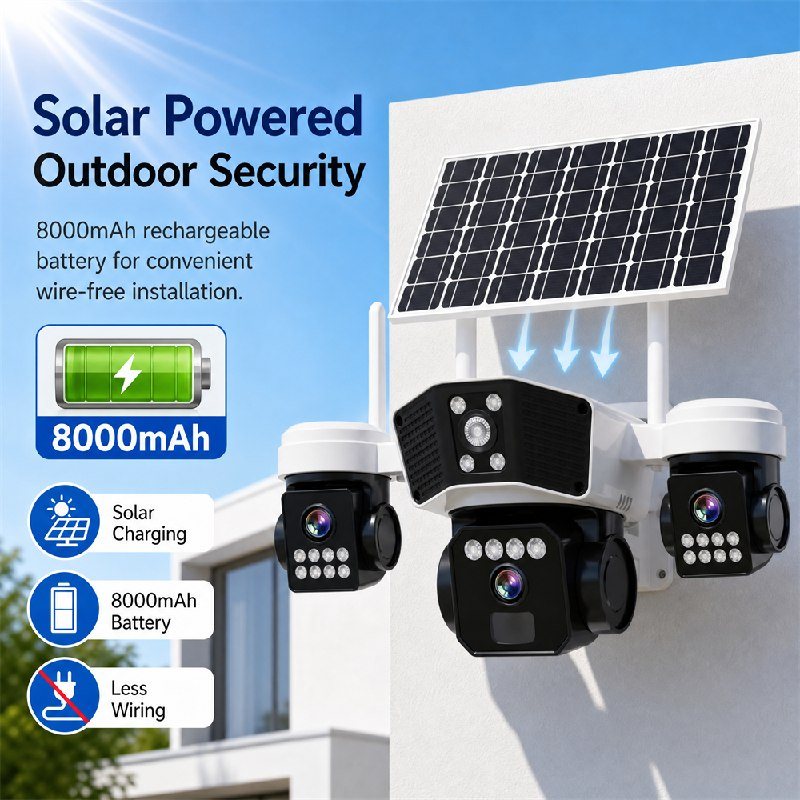 Solar Powered
Outdoor Security
8000mAh rechargeable
battery for convenient
wire-free installation.
8000mAh
Solar
Charging
8000mAh
Battery
Less
Wiring